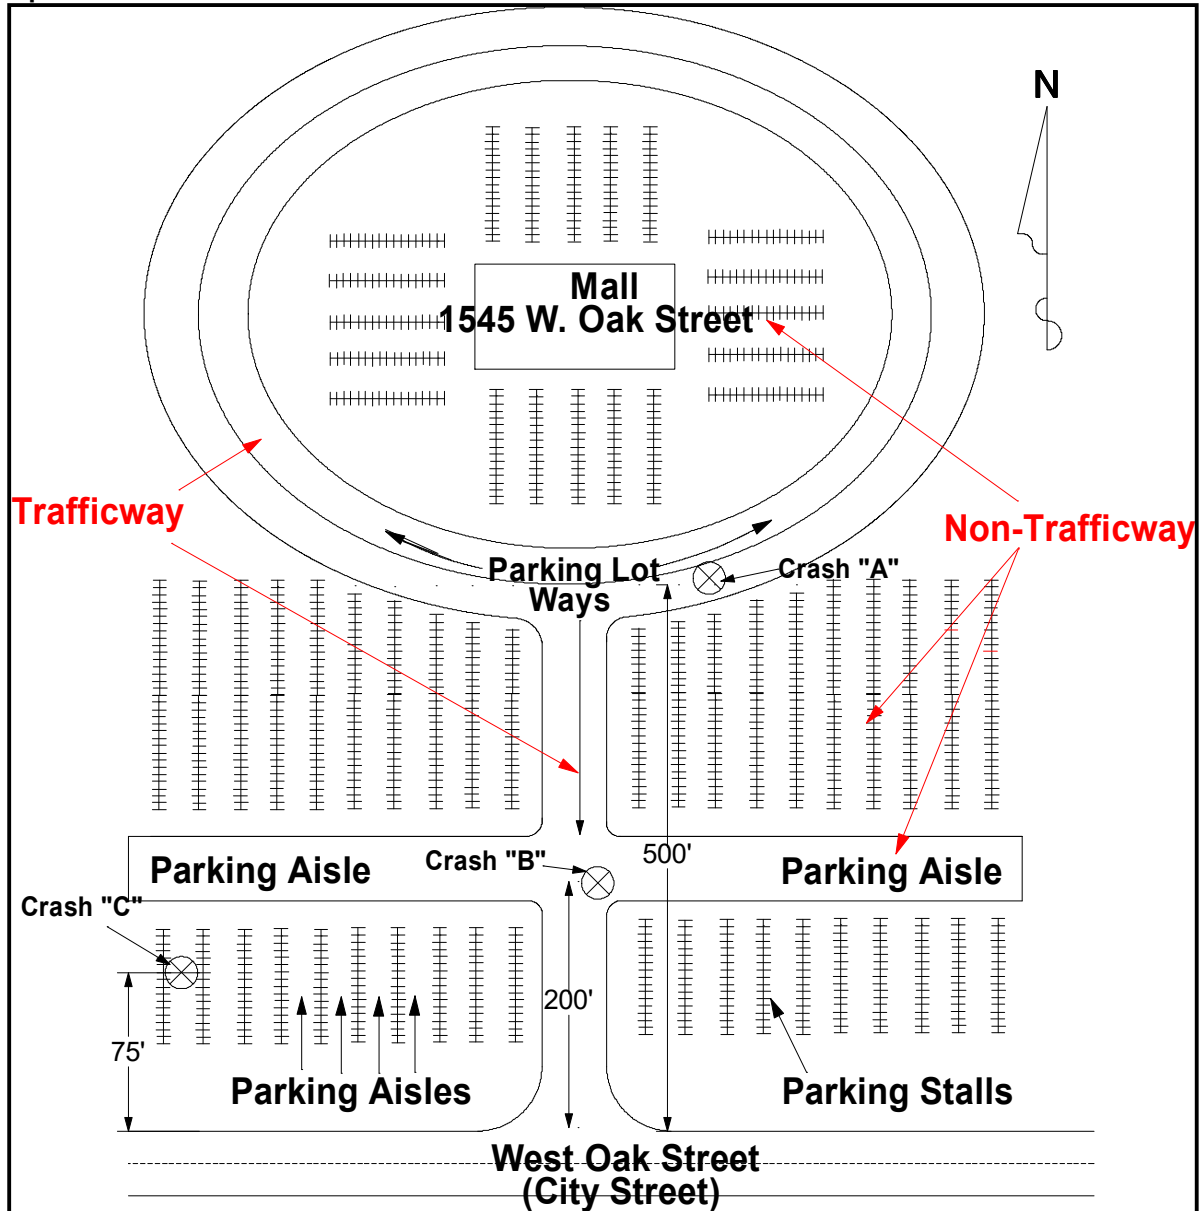 N
Mall
1545 W. Oak Street
Trafficway
Non-Trafficway
Parking Lot
Ways
Crash "A"
Parking Aisle
Crash "B"
500'
Parking Aisle
Crash "C"
200'
75'
Parking Aisles
Parking Stalls
West Oak Street
(City Street)